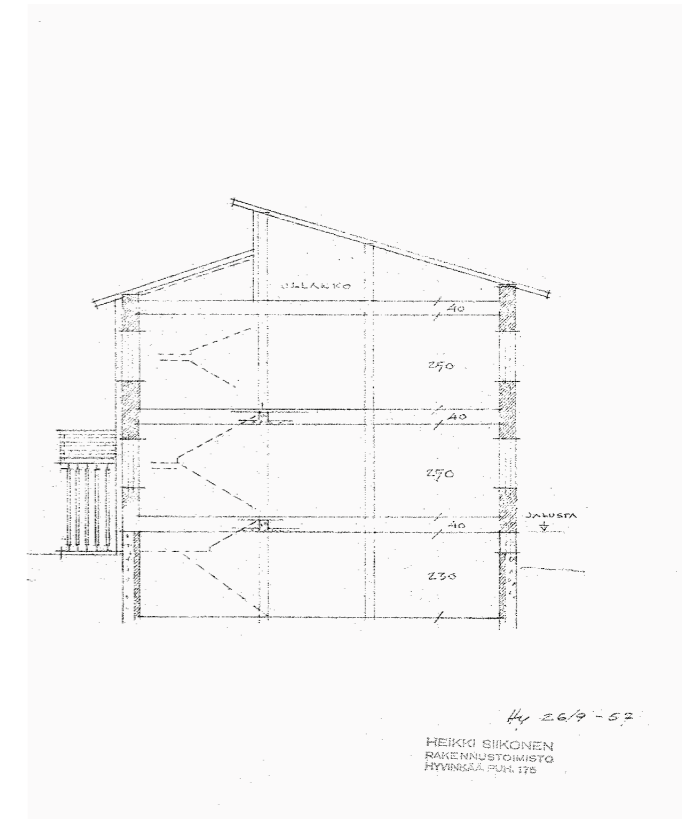 ULLAKKO
40
250
40
250
40
JALUSTA
230
Hy 26/9 - 57
HEIKKI SIIKONEN
RAKENNUSTOIMISTO
HYVINKÄÄ PUH. 175